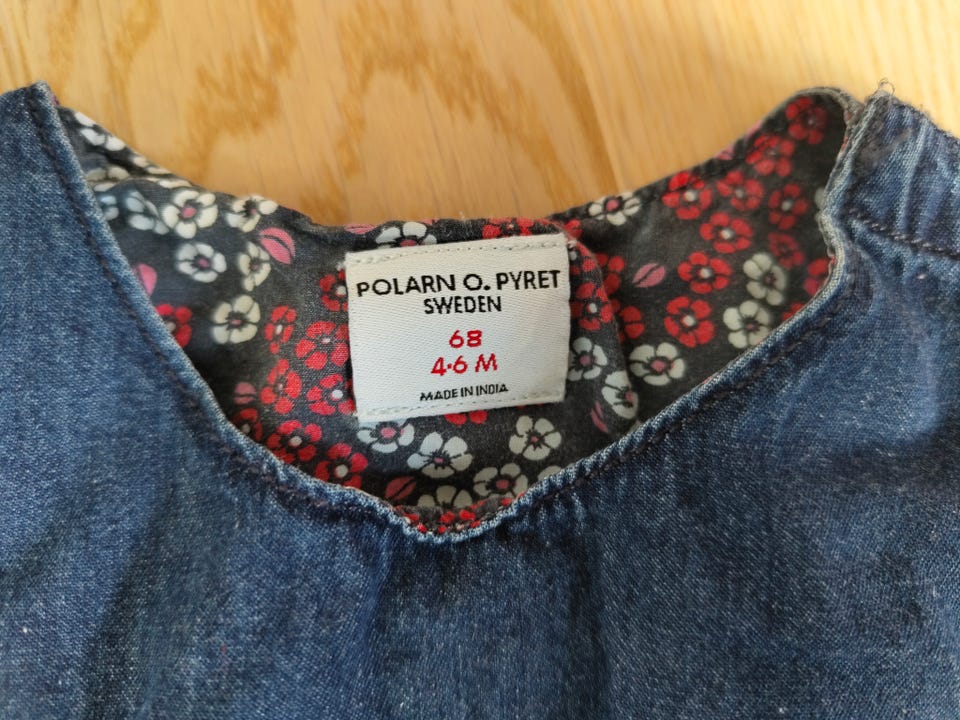 POLARN O. PYRET
SWEDEN
68
4-6 M
MADE IN INDIA